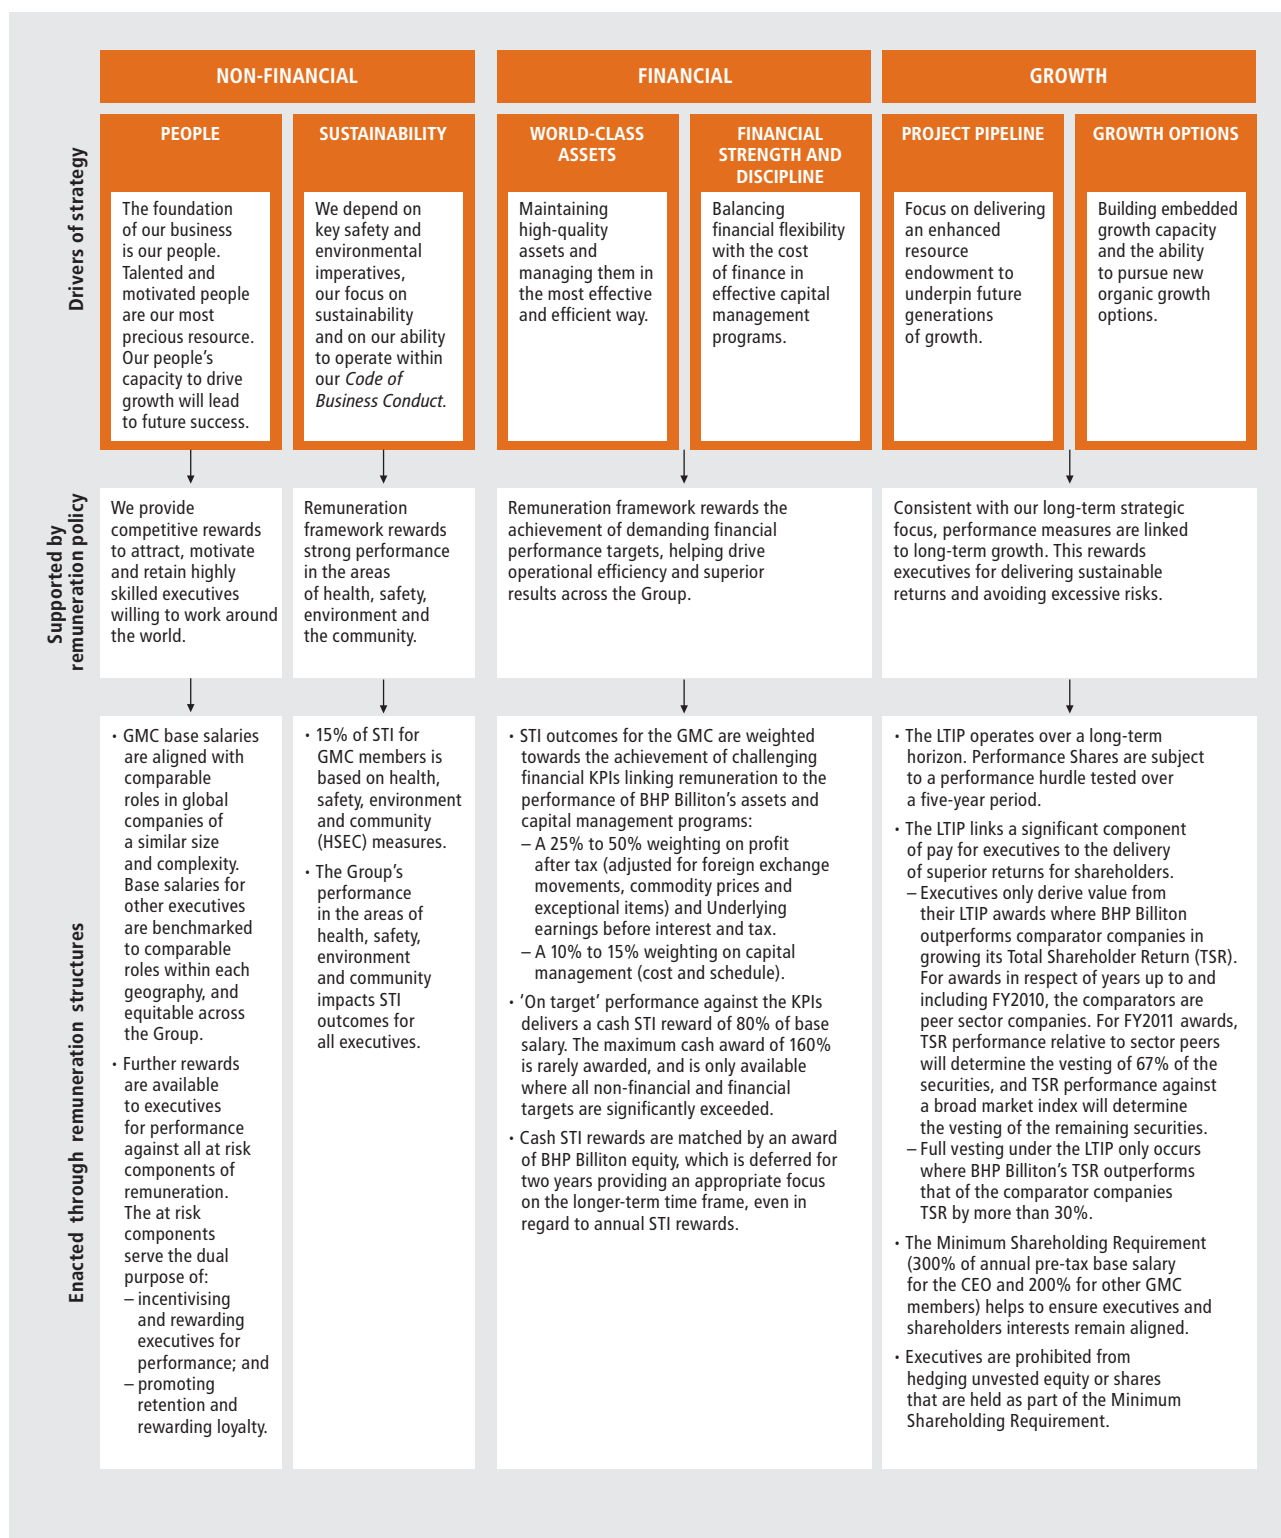 NON-FINANCIAL
FINANCIAL
GROWTH
Drivers of strategy
PEOPLE
The foundation
of our business
is our people.
Talented and
motivated people
are our most
precious resource.
Our people’s
capacity to drive
growth will lead
to future success.
SUSTAINABILITY
We depend on
key safety and
environmental
imperatives,
our focus on
sustainability
and on our ability
to operate within
our Code of
Business Conduct.
WORLD-CLASS
ASSETS
Maintaining
high-quality
assets and
managing them in
the most effective
and efficient way.
FINANCIAL
STRENGTH AND
DISCIPLINE
Balancing
financial flexibility
with the cost
of finance in
effective capital
management
programs.
PROJECT PIPELINE
Focus on delivering
an enhanced
resource
endowment to
underpin future
generations
of growth.
GROWTH OPTIONS
Building embedded
growth capacity
and the ability
to pursue new
organic growth
options.
Supported by
remuneration policy
We provide
competitive rewards
to attract, motivate
and retain highly
skilled executives
willing to work around
the world.
Remuneration
framework rewards
strong performance
in the areas
of health, safety,
environment and
the community.
Remuneration framework rewards the
achievement of demanding financial
performance targets, helping drive
operational efficiency and superior
results across the Group.
Consistent with our long-term strategic
focus, performance measures are linked
to long-term growth. This rewards
executives for delivering sustainable
returns and avoiding excessive risks.
Enacted through remuneration structures
• GMC base salaries
are aligned with
comparable
roles in global
companies of
a similar size
and complexity.
Base salaries for
other executives
are benchmarked
to comparable
roles within each
geography, and
equitable across
the Group.
• Further rewards
are available
to executives
for performance
against all at risk
components of
remuneration.
The at risk
components
serve the dual
purpose of:
– incentivising
and rewarding
executives for
performance; and
– promoting
retention and
rewarding loyalty.
• 15% of STI for
GMC members is
based on health,
safety, environment
and community
(HSEC) measures.
• The Group’s
performance
in the areas of
health, safety,
environment
and community
impacts STI
outcomes for
all executives.
• STI outcomes for the GMC are weighted
towards the achievement of challenging
financial KPIs linking remuneration to the
performance of BHP Billiton’s assets and
capital management programs:
– A 25% to 50% weighting on profit
after tax (adjusted for foreign exchange
movements, commodity prices and
exceptional items) and Underlying
earnings before interest and tax.
– A 10% to 15% weighting on capital
management (cost and schedule).
• ‘On target’ performance against the KPIs
delivers a cash STI reward of 80% of base
salary. The maximum cash award of 160%
is rarely awarded, and is only available
where all non-financial and financial
targets are significantly exceeded.
• Cash STI rewards are matched by an award
of BHP Billiton equity, which is deferred for
two years providing an appropriate focus
on the longer-term time frame, even in
regard to annual STI rewards.
• The LTIP operates over a long-term
horizon. Performance Shares are subject
to a performance hurdle tested over
a five-year period.
• The LTIP links a significant component
of pay for executives to the delivery
of superior returns for shareholders.
– Executives only derive value from
their LTIP awards where BHP Billiton
outperforms comparator companies in
growing its Total Shareholder Return (TSR).
For awards in respect of years up to and
including FY2010, the comparators are
peer sector companies. For FY2011 awards,
TSR performance relative to sector peers
will determine the vesting of 67% of the
securities, and TSR performance against
a broad market index will determine
the vesting of the remaining securities.
– Full vesting under the LTIP only occurs
where BHP Billiton’s TSR outperforms
that of the comparator companies
TSR by more than 30%.
• The Minimum Shareholding Requirement
(300% of annual pre-tax base salary
for the CEO and 200% for other GMC
members) helps to ensure executives and
shareholders interests remain aligned.
• Executives are prohibited from
hedging unvested equity or shares
that are held as part of the Minimum
Shareholding Requirement.